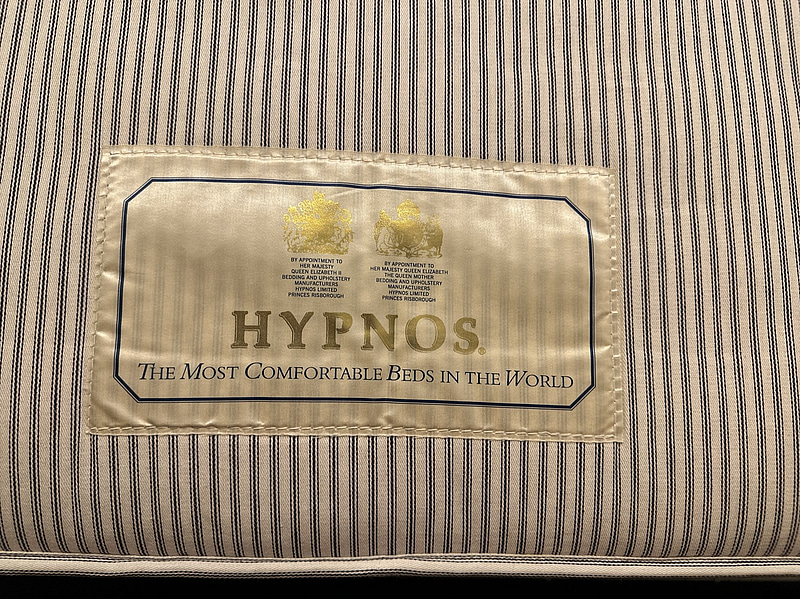 BY APPOINTMENT TO
HER MAJESTY
QUEEN ELIZABETH II
BEDDING AND UPHOLSTERY
MANUFACTURERS
HYPNOS LIMITED
PRINCES RISBOROUGH
BY APPOINTMENT TO
HER MAJESTY QUEEN ELIZABETH
THE QUEEN MOTHER
BEDDING AND UPHOLSTERY
MANUFACTURERS
HYPNOS LIMITED
PRINCES RISBOROUGH
HYPNOS®
THE MOST COMFORTABLE BEDS IN THE WORLD